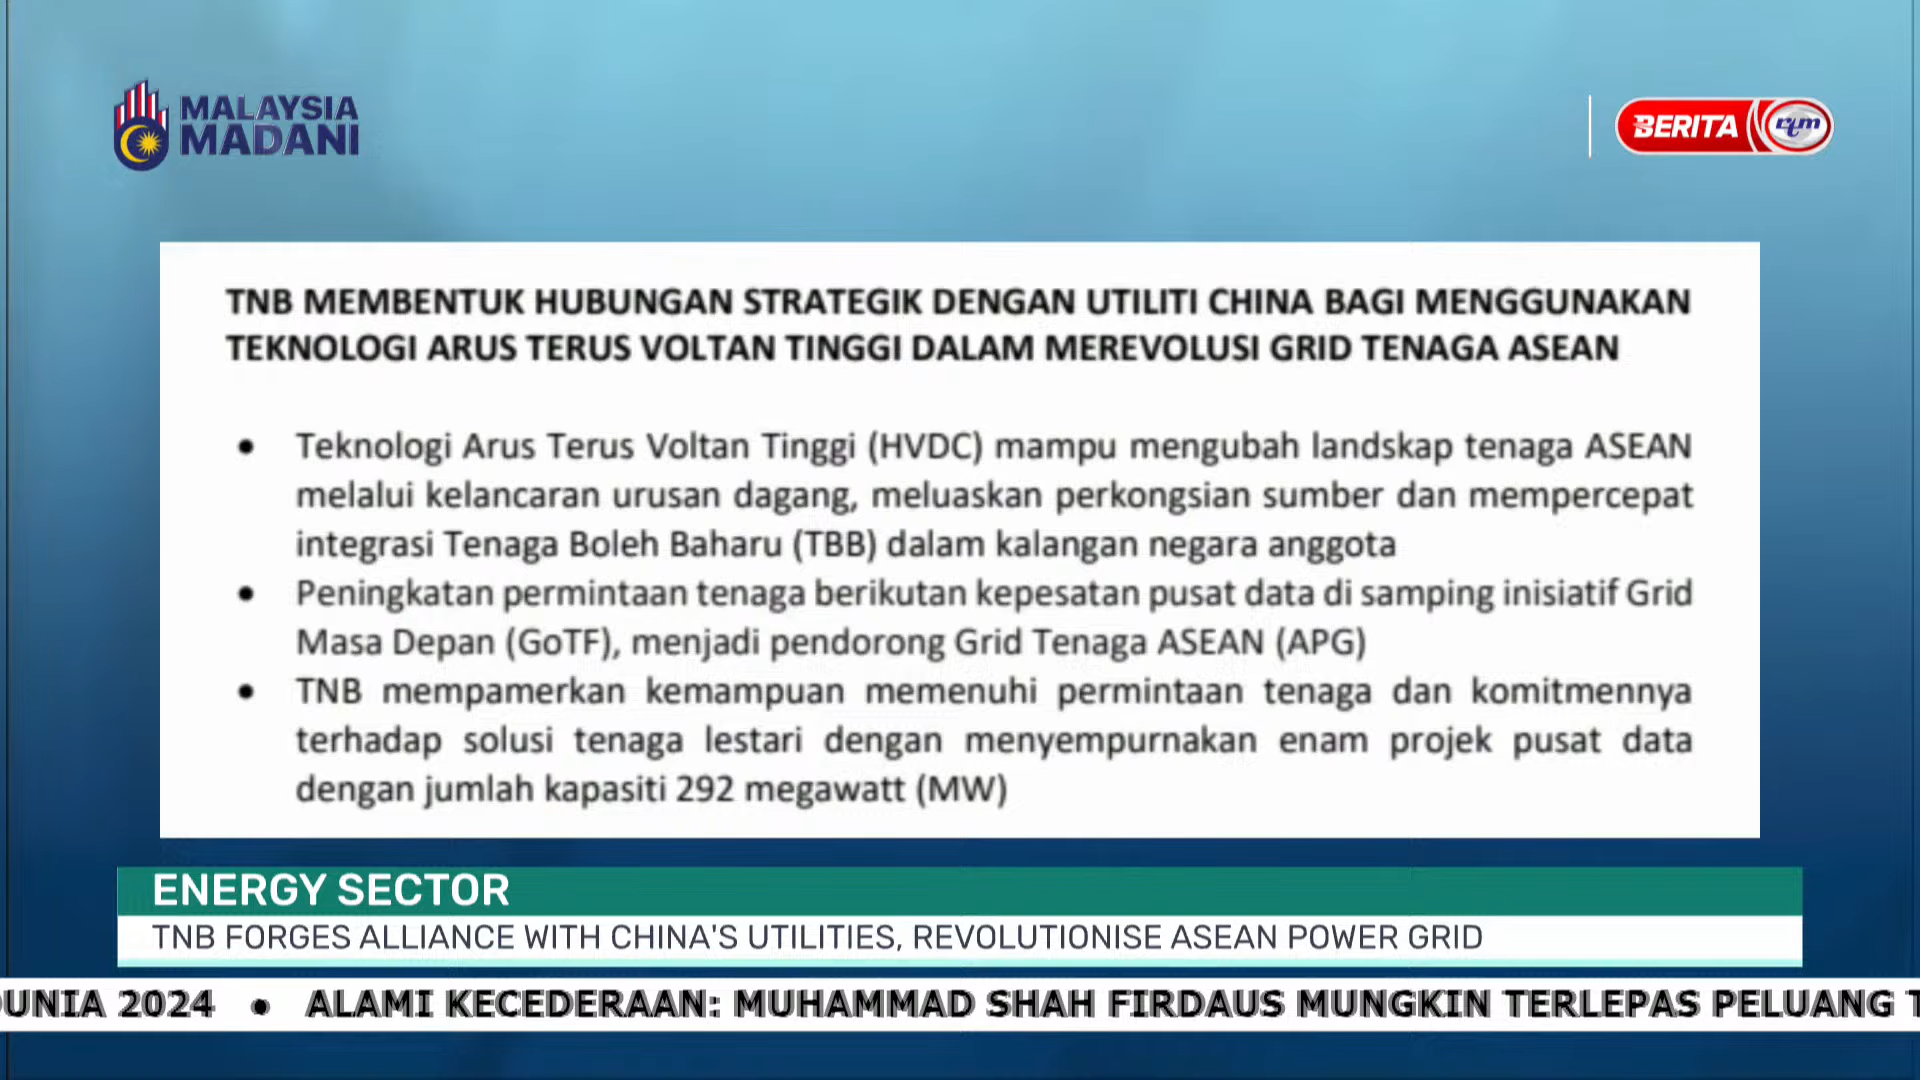 MALAYSIA
MADANI
BERITA rtm
TNB MEMBENTUK HUBUNGAN STRATEGIK DENGAN UTILITI CHINA BAGI MENGGUNAKAN
TEKNOLOGI ARUS TERUS VOLTAN TINGGI DALAM MEREVOLUSI GRID TENAGA ASEAN
• Teknologi Arus Terus Voltan Tinggi (HVDC) mampu mengubah landskap tenaga ASEAN
melalui kelancaran urusan dagang, meluaskan perkongsian sumber dan mempercepat
integrasi Tenaga Boleh Baharu (TBB) dalam kalangan negara anggota
• Peningkatan permintaan tenaga berikutan kepesatan pusat data di samping inisiatif Grid
Masa Depan (GoTF), menjadi pendorong Grid Tenaga ASEAN (APG)
• TNB mempamerkan kemampuan memenuhi permintaan tenaga dan komitmennya
terhadap solusi tenaga lestari dengan menyempurnakan enam projek pusat data
dengan jumlah kapasiti 292 megawatt (MW)
ENERGY SECTOR
TNB FORGES ALLIANCE WITH CHINA'S UTILITIES, REVOLUTIONISE ASEAN POWER GRID
DUNIA 2024 • ALAMI KECEDERAAN: MUHAMMAD SHAH FIRDAUS MUNGKIN TERLEPAS PELUANG T